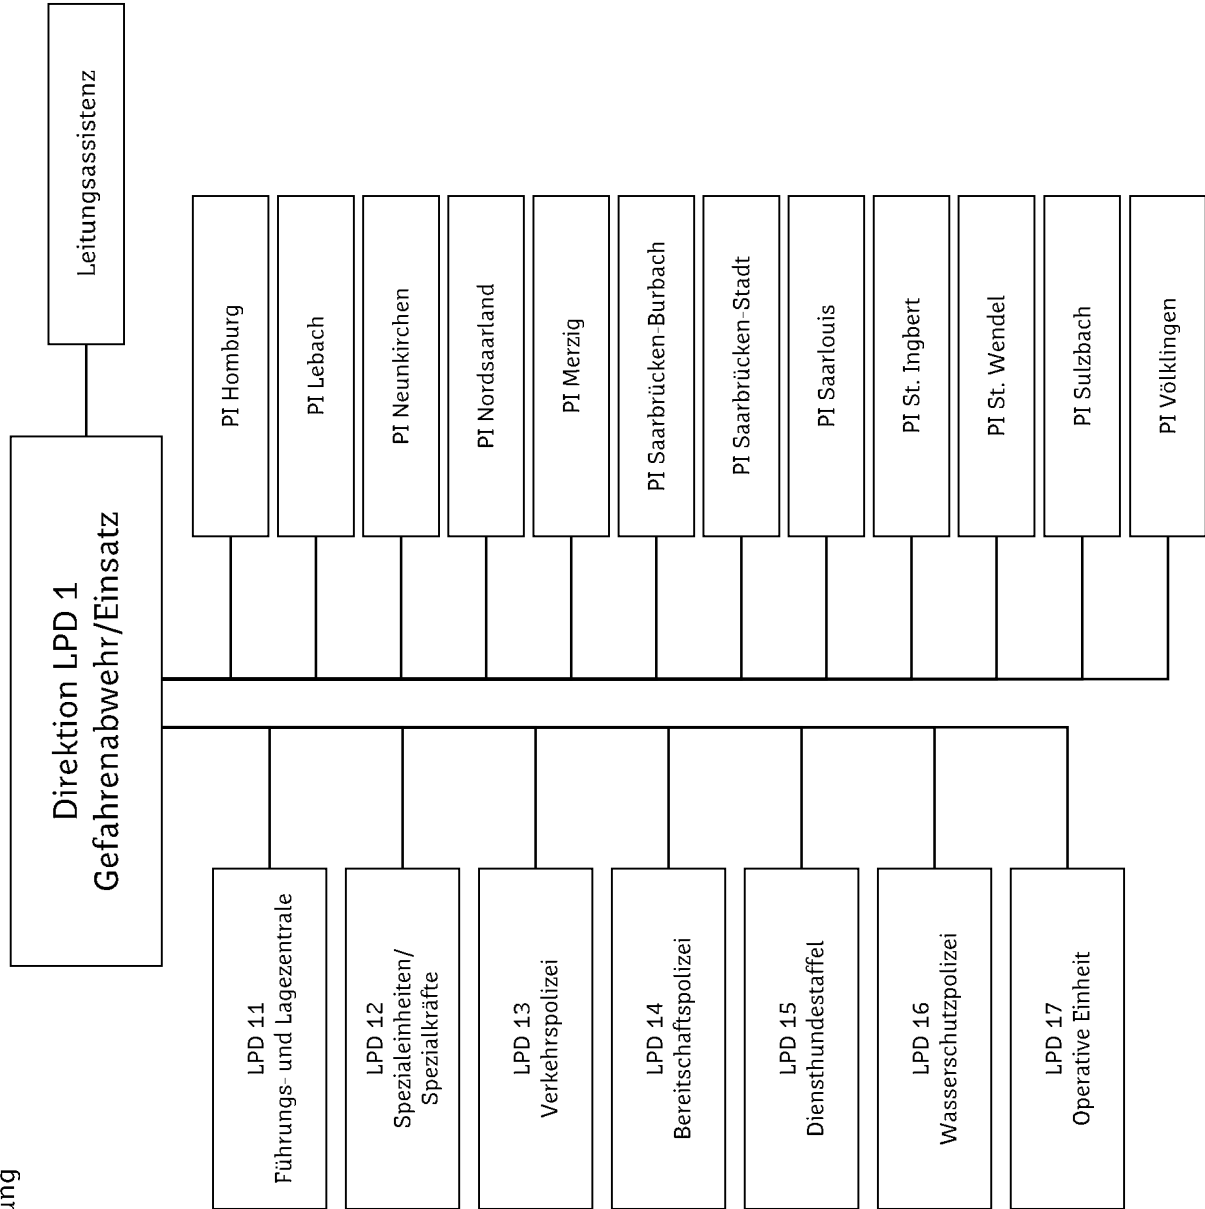 ung
Direktion LPD 1
Gefahrenabwehr/Einsatz
Leitungsassistenz
LPD 11
Führungs- und Lagezentrale
LPD 12
Spezialeinheiten/
Spezialkräfte
LPD 13
Verkehrspolizei
LPD 14
Bereitschaftspolizei
LPD 15
Diensthundestaffel
LPD 16
Wasserschutzpolizei
LPD 17
Operative Einheit
PI Homburg
PI Lebach
PI Neunkirchen
PI Nordsaarland
PI Merzig
PI Saarbrücken-Burbach
PI Saarbrücken-Stadt
PI Saarlouis
PI St. Ingbert
PI St. Wendel
PI Sulzbach
PI Völklingen